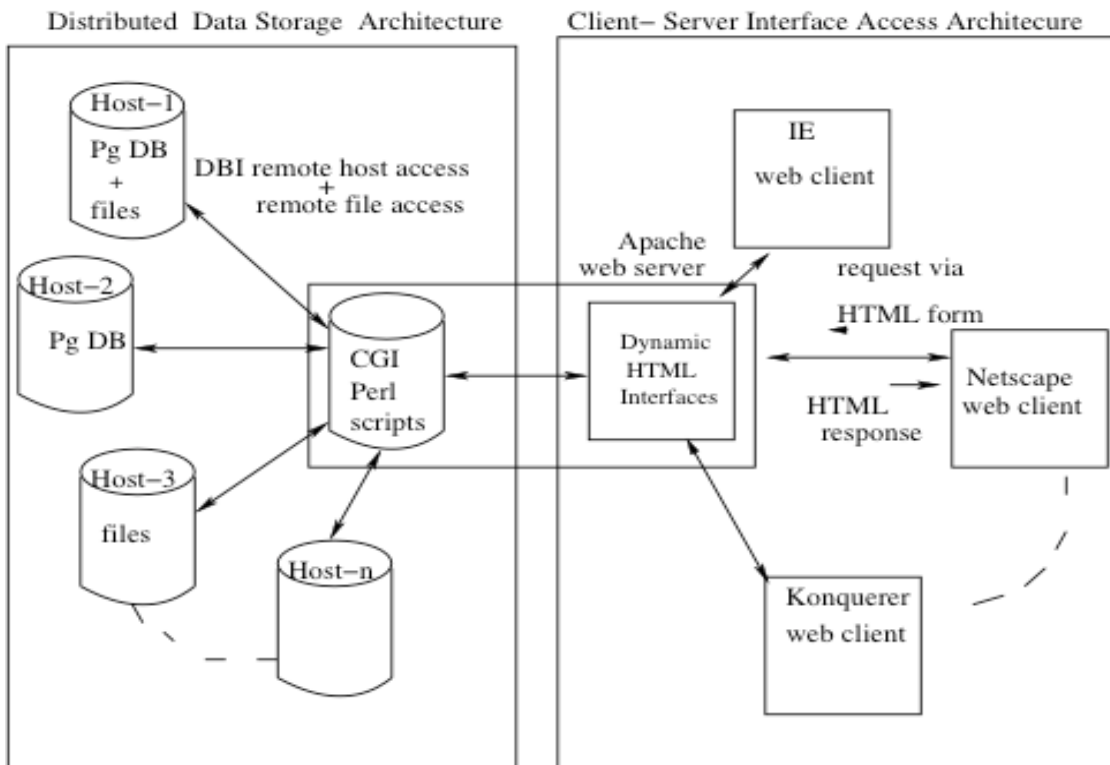 Distributed Data Storage Architecture
Client- Server Interface Access Architecure
Host-1
Pg DB
+
files
DBI remote host access
+
remote file access
Host-2
Pg DB
Host-3
files
Host-n
CGI
Perl
scripts
Apache
web server
Dynamic
HTML
Interfaces
IE
web client
request via
HTML form
HTML
response
Netscape
web client
Konquerer
web client